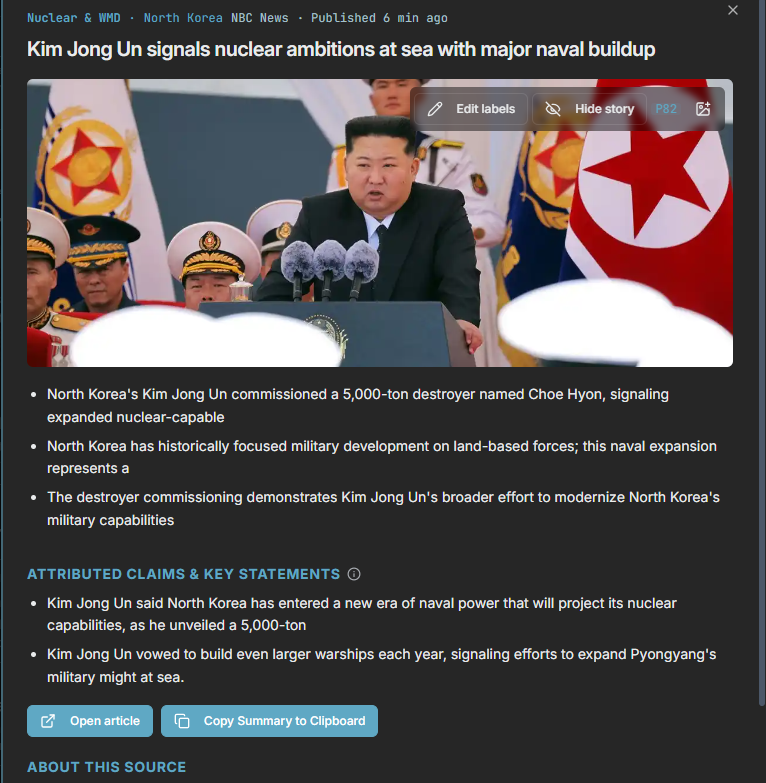 Nuclear & WMD · North Korea NBC News · Published 6 min ago
Kim Jong Un signals nuclear ambitions at sea with major naval buildup
Edit labels
Hide story
P82
North Korea's Kim Jong Un commissioned a 5,000-ton destroyer named Choe Hyon, signaling
expanded nuclear-capable
North Korea has historically focused military development on land-based forces; this naval expansion
represents a
The destroyer commissioning demonstrates Kim Jong Un's broader effort to modernize North Korea's
military capabilities
ATTRIBUTED CLAIMS & KEY STATEMENTS
Kim Jong Un said North Korea has entered a new era of naval power that will project its nuclear
capabilities, as he unveiled a 5,000-ton
Kim Jong Un vowed to build even larger warships each year, signaling efforts to expand Pyongyang's
military might at sea.
Open article
Copy Summary to Clipboard
ABOUT THIS SOURCE